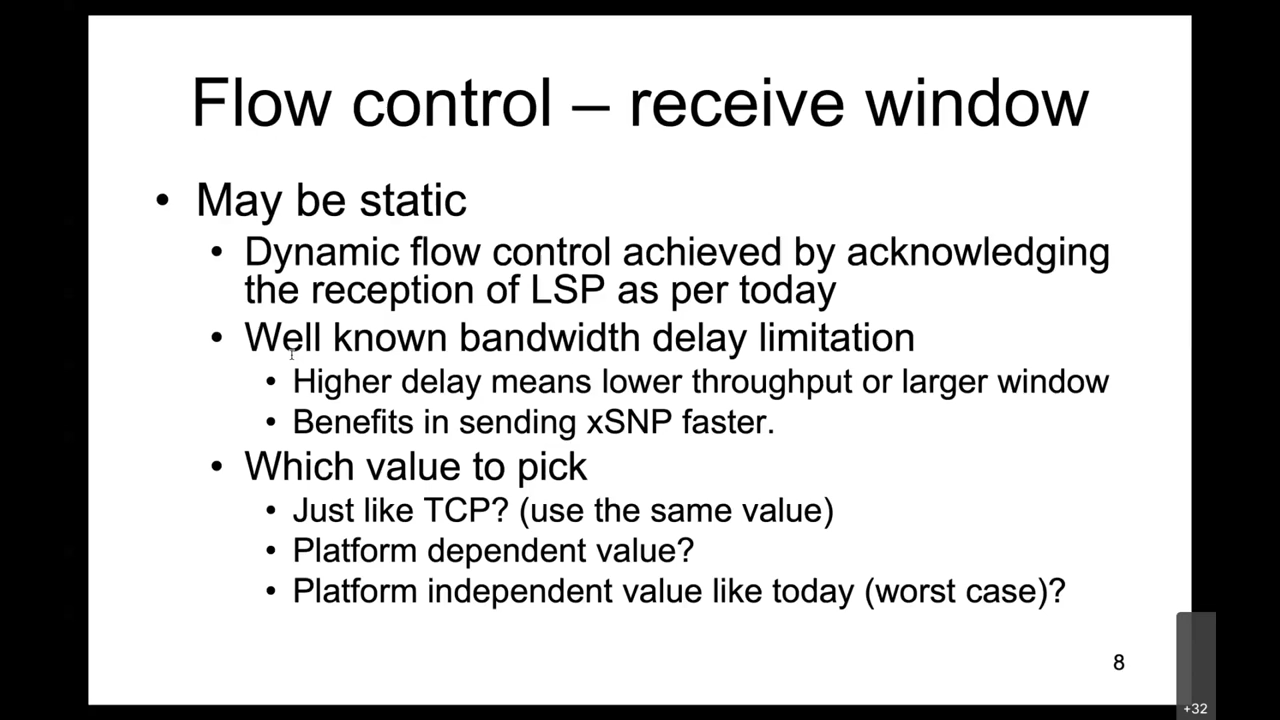 Flow control – receive window
• May be static
• Dynamic flow control achieved by acknowledging
the reception of LSP as per today
• Well known bandwidth delay limitation
• Higher delay means lower throughput or larger window
• Benefits in sending xSNP faster.
• Which value to pick
• Just like TCP? (use the same value)
• Platform dependent value?
• Platform independent value like today (worst case)?
8
+32